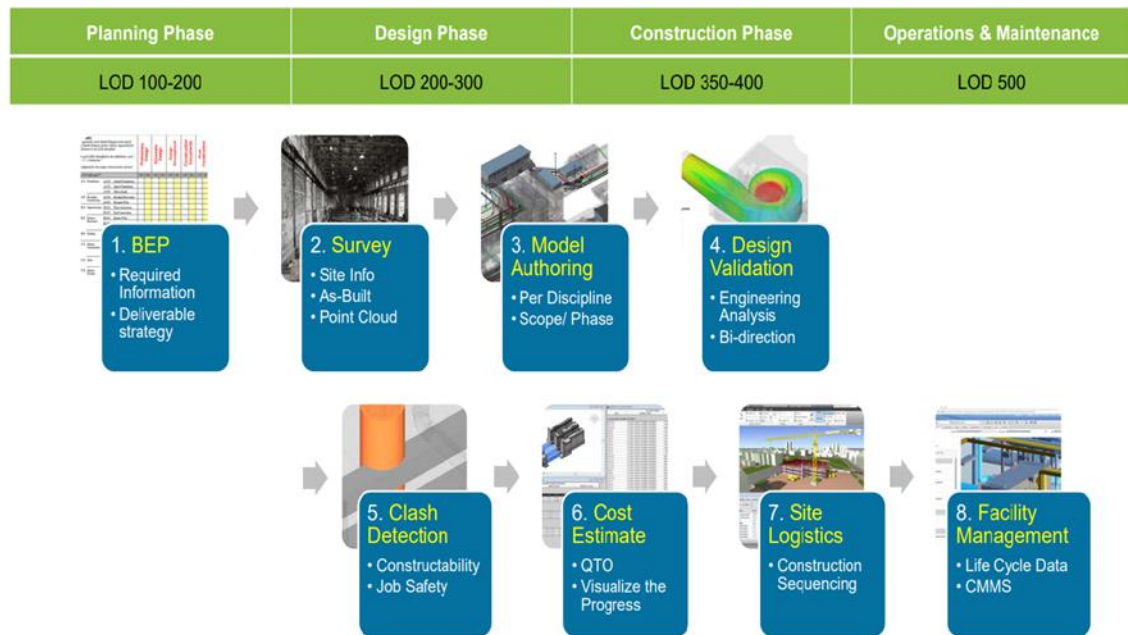 Planning Phase
Design Phase
Construction Phase
Operations & Maintenance
LOD 100-200
LOD 200-300
LOD 350-400
LOD 500
1. BEP
• Required
Information
• Deliverable
strategy
2. Survey
• Site Info
• As-Built
• Point Cloud
3. Model
Authoring
• Per Discipline
• Scope/ Phase
4. Design
Validation
• Engineering
Analysis
• Bi-direction
5. Clash
Detection
• Constructability
• Job Safety
6. Cost
Estimate
• QTO
• Visualize the
Progress
7. Site
Logistics
• Construction
Sequencing
8. Facility
Management
• Life Cycle Data
• CMMS